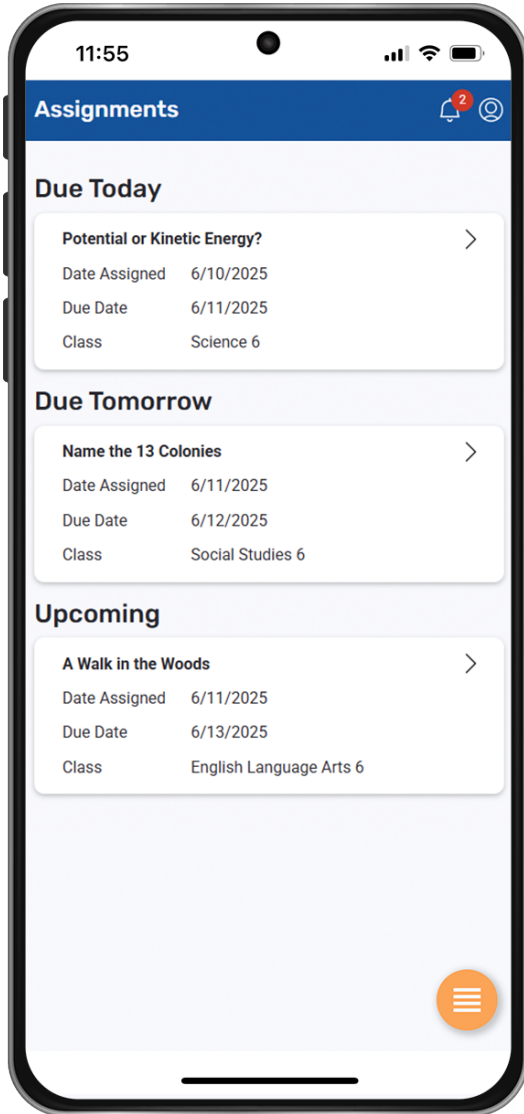 11:55
Assignments 2
Due Today
Potential or Kinetic Energy?
Date Assigned 6/10/2025
Due Date 6/11/2025
Class Science 6
Due Tomorrow
Name the 13 Colonies
Date Assigned 6/11/2025
Due Date 6/12/2025
Class Social Studies 6
Upcoming
A Walk in the Woods
Date Assigned 6/11/2025
Due Date 6/13/2025
Class English Language Arts 6